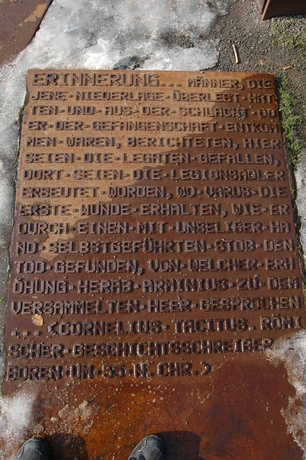 ERINNERUNG... MÄNNER, DIE
JENE·NIEDERLAGE·ÜBERLEBT·HAT
TEN·UND·AUS·DER·SCHLACHT·OD
ER·DER·GEFANGENSCHAFT·ENTKOM
MEN·WAREN, BERICHTETEN, HIER
SEIEN·DIE·LEGATEN·GEFALLEN,
DORT·SEIEN·DIE·LEGIONSADLER
ERBEUTET·WORDEN, WO·VARUS·DIE
ERSTE·WUNDE·ERHALTEN, WIE·ER
DURCH·EINEN·MIT·UNSELIGER·HA
ND·SELBSTGEFÜHRTEN·STOß·DEN
TOD·GEFUNDEN, VON·WELCHER·ERH
ÖHUNG·HERAB·ARMINIUS·ZU·DEM
VERSAMMELTEN·HEER·GESPROCHEN
... (CORNELIUS·TACITUS, RÖMI
SCHER·GESCHICHTSSCHREIBER
BOREN·UM·55·N. CHR.)